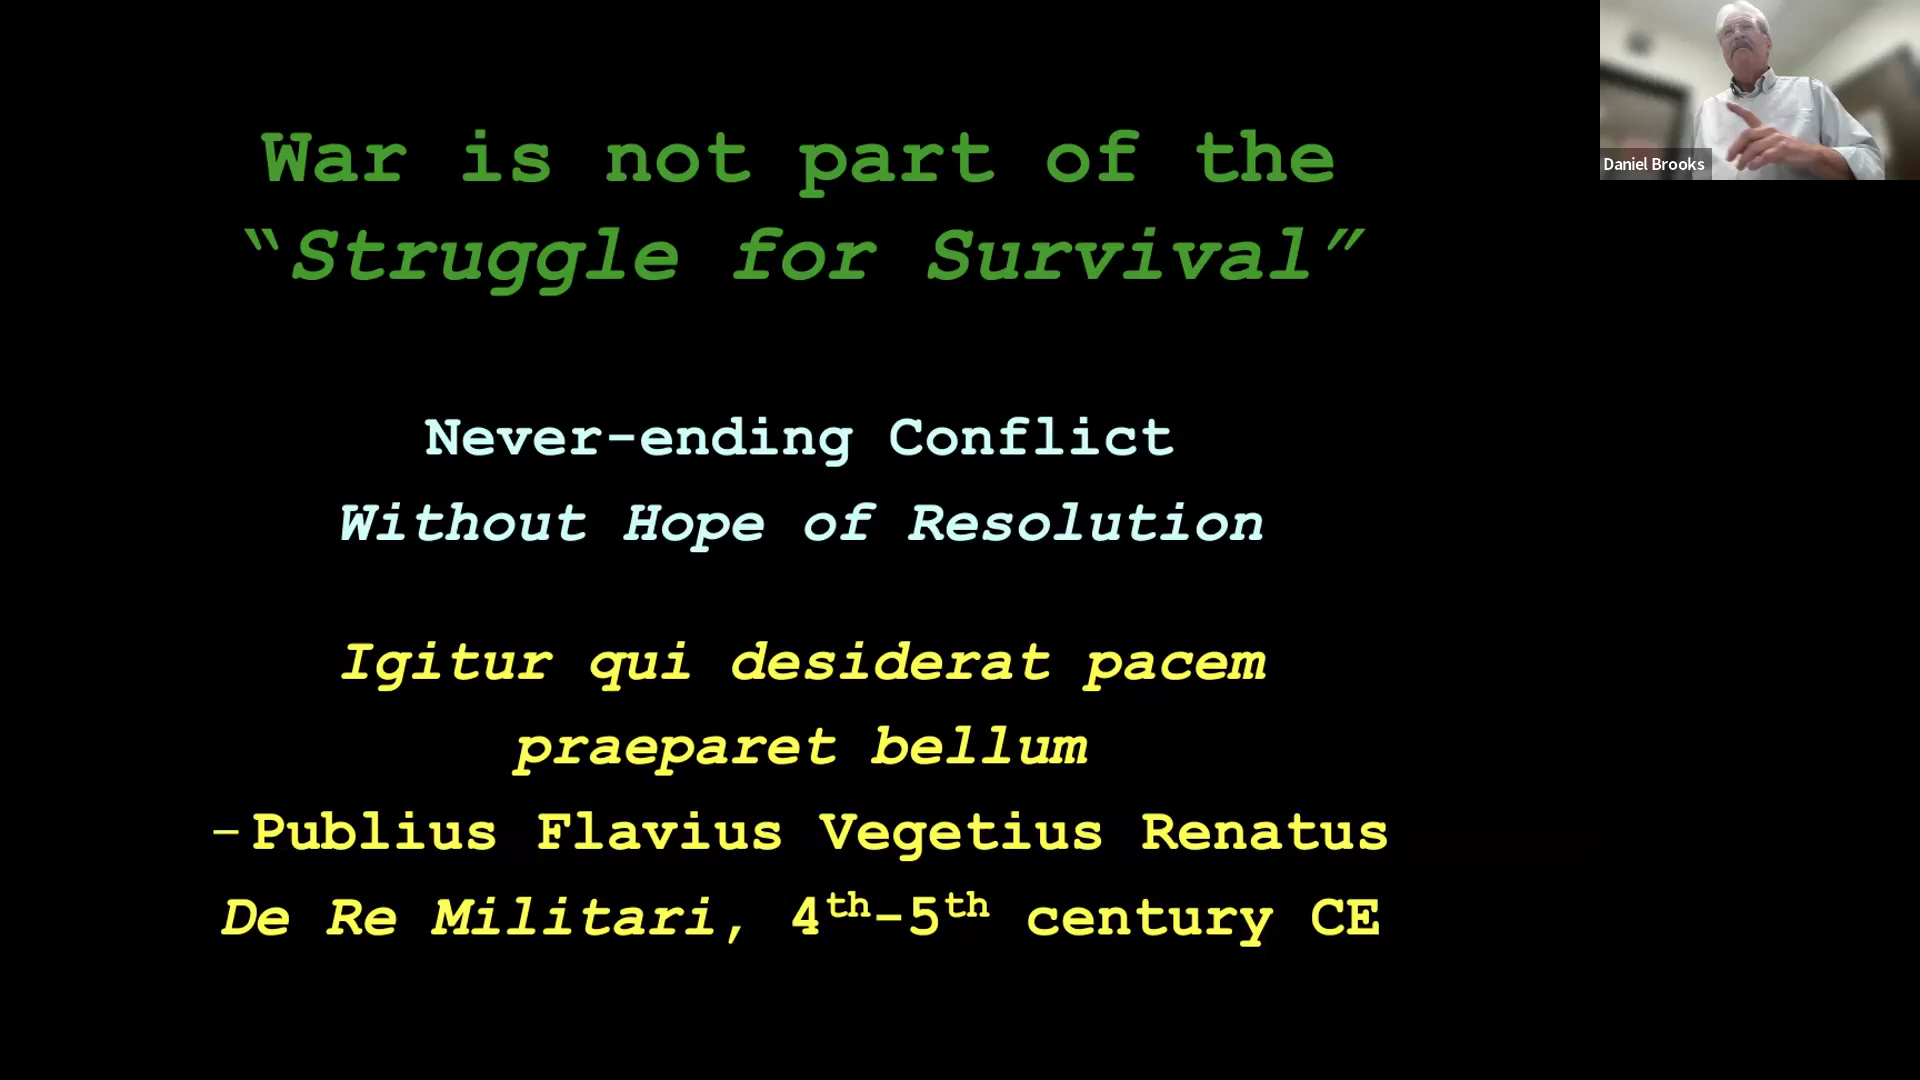 War is not part of the
“Struggle for Survival”
Never-ending Conflict
Without Hope of Resolution
Igitur qui desiderat pacem
praeparet bellum
–Publius Flavius Vegetius Renatus
De Re Militari, 4th-5th century CE
Daniel Brooks